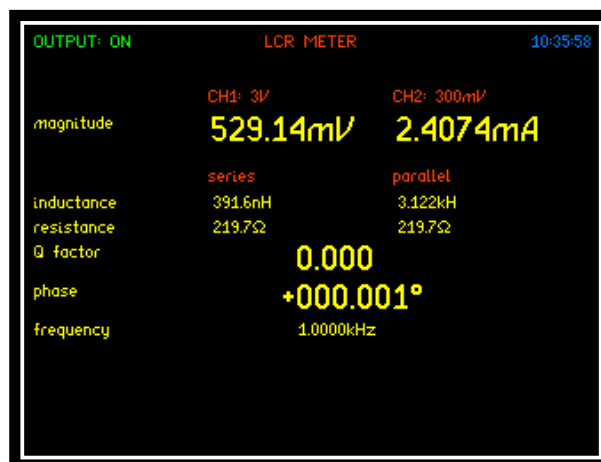 OUTPUT: ON LCR METER 10:35:58
CH1: 3V CH2: 300mV
magnitude 529.14mV 2.4074mA
series parallel
inductance 391.6nH 3.122kH
resistance 219.7Ω 219.7Ω
Q factor 0.000
phase +000.001°
frequency 1.0000kHz